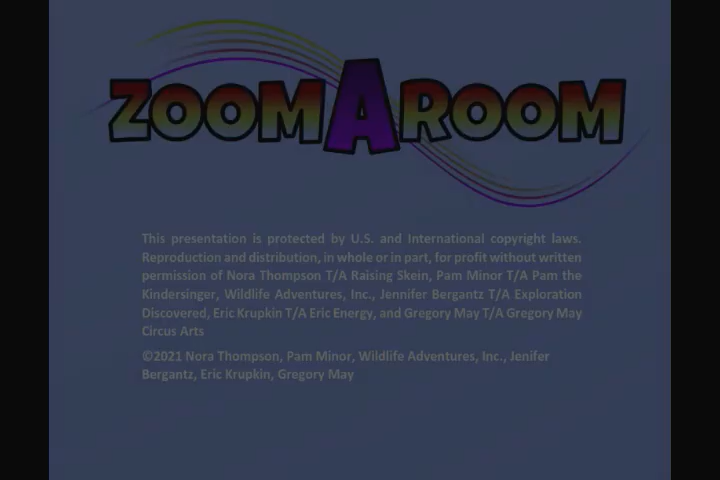 ZOOM A ROOM
This presentation is protected by U.S. and International copyright laws.
Reproduction and distribution, in whole or in part, for profit without written
permission of Nora Thompson T/A Raising Skein, Pam Minor T/A Pam the
Kindersinger, Wildlife Adventures, Inc., Jennifer Bergantz T/A Exploration
Discovered, Eric Krupkin T/A Eric Energy, and Gregory May T/A Gregory May
Circus Arts
©2021 Nora Thompson, Pam Minor, Wildlife Adventures, Inc., Jenifer
Bergantz, Eric Krupkin, Gregory May